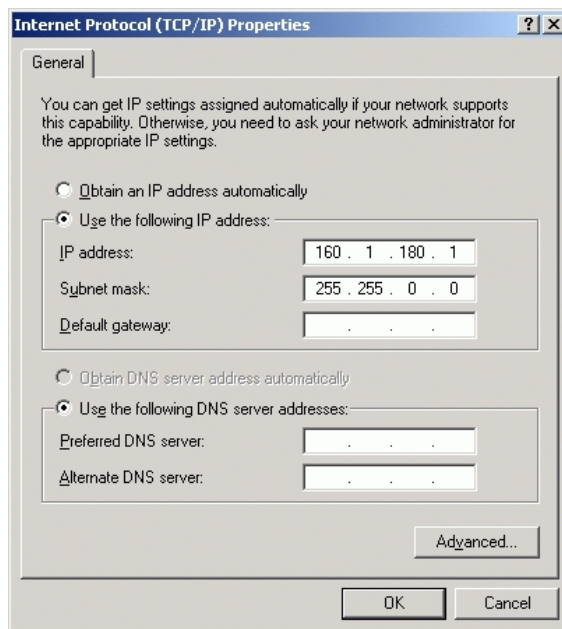 Internet Protocol (TCP/IP) Properties
General
You can get IP settings assigned automatically if your network supports
this capability. Otherwise, you need to ask your network administrator for
the appropriate IP settings.
Obtain an IP address automatically
Use the following IP address:
IP address: 160 . 1 . 180 . 1
Subnet mask: 255 . 255 . 0 . 0
Default gateway: . . .
Obtain DNS server address automatically
Use the following DNS server addresses:
Preferred DNS server: . . .
Alternate DNS server: . . .
Advanced...
OK Cancel